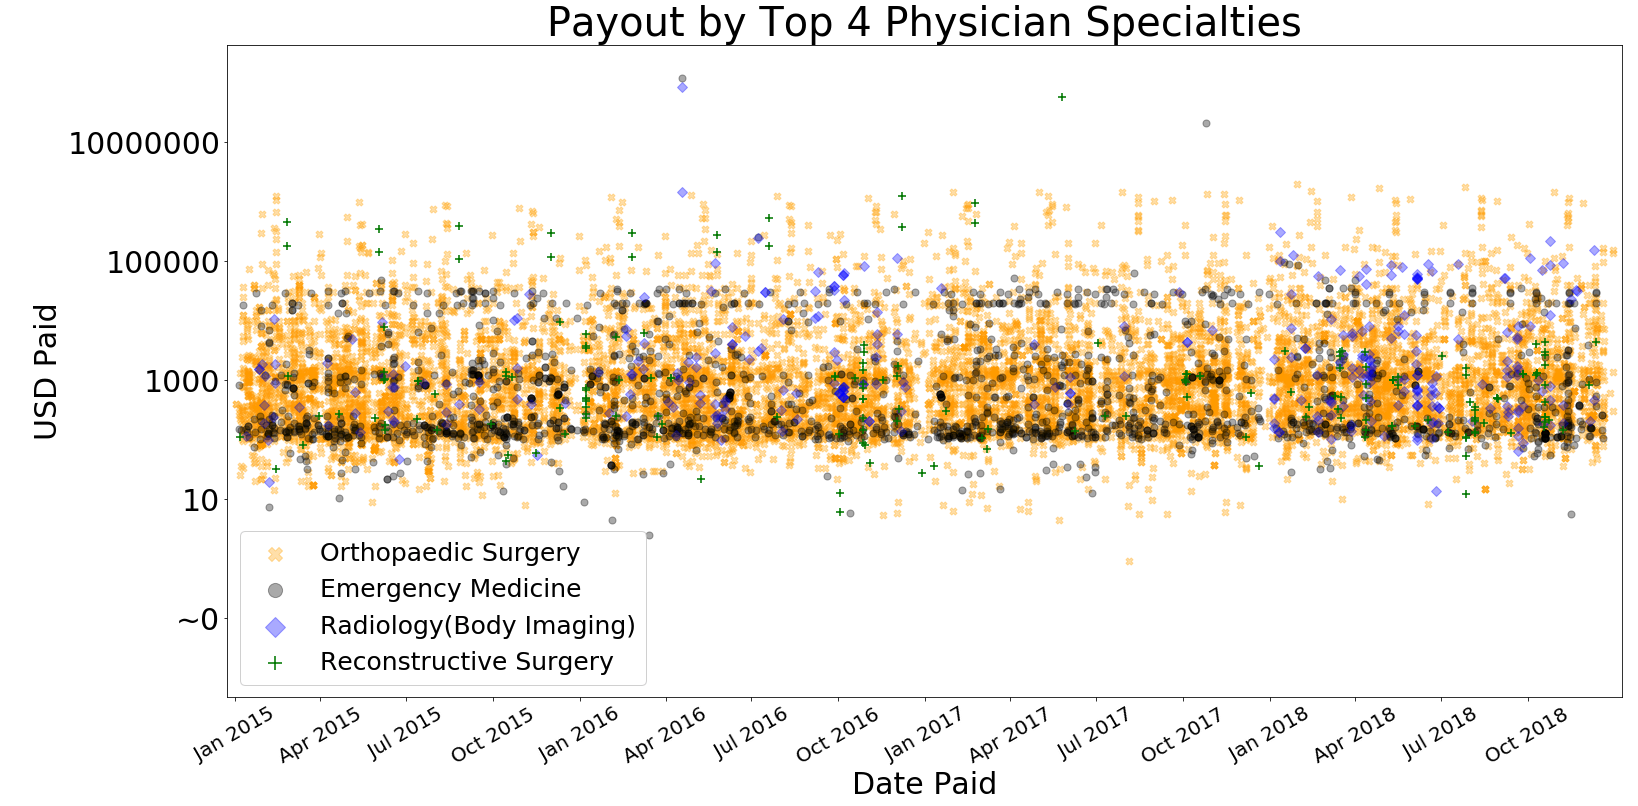 Payout by Top 4 Physician Specialties
USD Paid
10000000
100000
1000
10
~0
Orthopaedic Surgery
Emergency Medicine
Radiology(Body Imaging)
Reconstructive Surgery
Jan 2015
Apr 2015
Jul 2015
Oct 2015
Jan 2016
Apr 2016
Jul 2016
Oct 2016
Jan 2017
Apr 2017
Jul 2017
Oct 2017
Jan 2018
Apr 2018
Jul 2018
Oct 2018
Date Paid